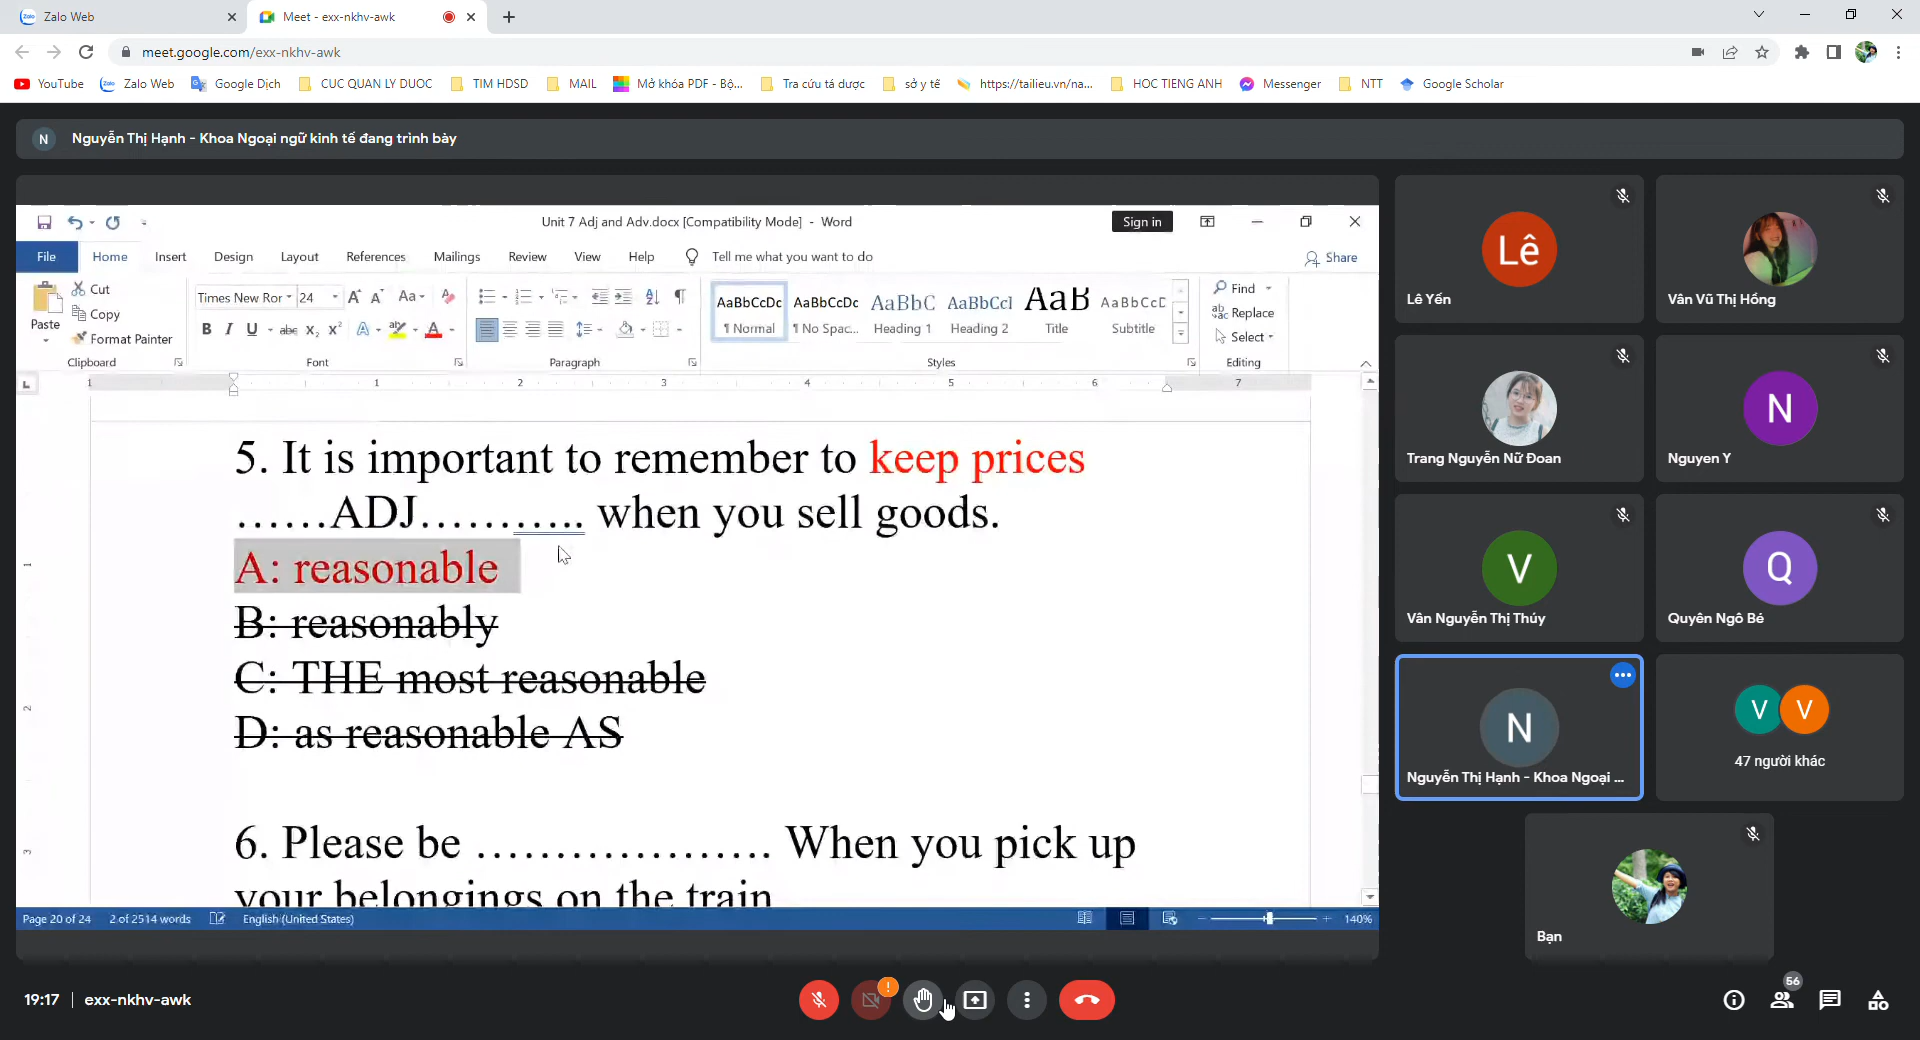 Zalo Web
Meet - exx-nkhv-awk
meet.google.com/exx-nkhv-awk
YouTube Zalo Web Google Dịch CUC QUAN LY DUOC TIM HDSD MAIL Mở khóa PDF - Bộ... Tra cứu tá dược sở y tế https://tailieu.vn/na... HOC TIENG ANH Messenger NTT Google Scholar
N Nguyễn Thị Hạnh - Khoa Ngoại ngữ kinh tế đang trình bày
Unit 7 Adj and Adv.docx [Compatibility Mode] - Word
Sign in
File Home Insert Design Layout References Mailings Review View Help Tell me what you want to do Share
Paste
Cut
Copy
Format Painter
Clipboard
Times New Ror 24
Font
Paragraph
AaBbCcDc AaBbCcDc AaBbC AaBbCcI AaB AaBbCcD
¶ Normal ¶ No Spac... Heading 1 Heading 2 Title Subtitle
Styles
Find
Replace
Select
Editing
1 1 2 3 4 5 6 7
5. It is important to remember to keep prices
……ADJ……….. when you sell goods.
A: reasonable
B: reasonably
C: THE most reasonable
D: as reasonable AS
6. Please be ………………. When you pick up
your belongings on the train
1
2
3
Page 20 of 24 2 of 2514 words English (United States) 140%
Lê
Lê Yến
Vân Vũ Thị Hồng
Trang Nguyễn Nữ Đoan
N
Nguyen Y
V
Vân Nguyễn Thị Thúy
Q
Quyên Ngô Bé
N
Nguyễn Thị Hạnh - Khoa Ngoại ...
V V
47 người khác
Bạn
19:17 | exx-nkhv-awk
!
56